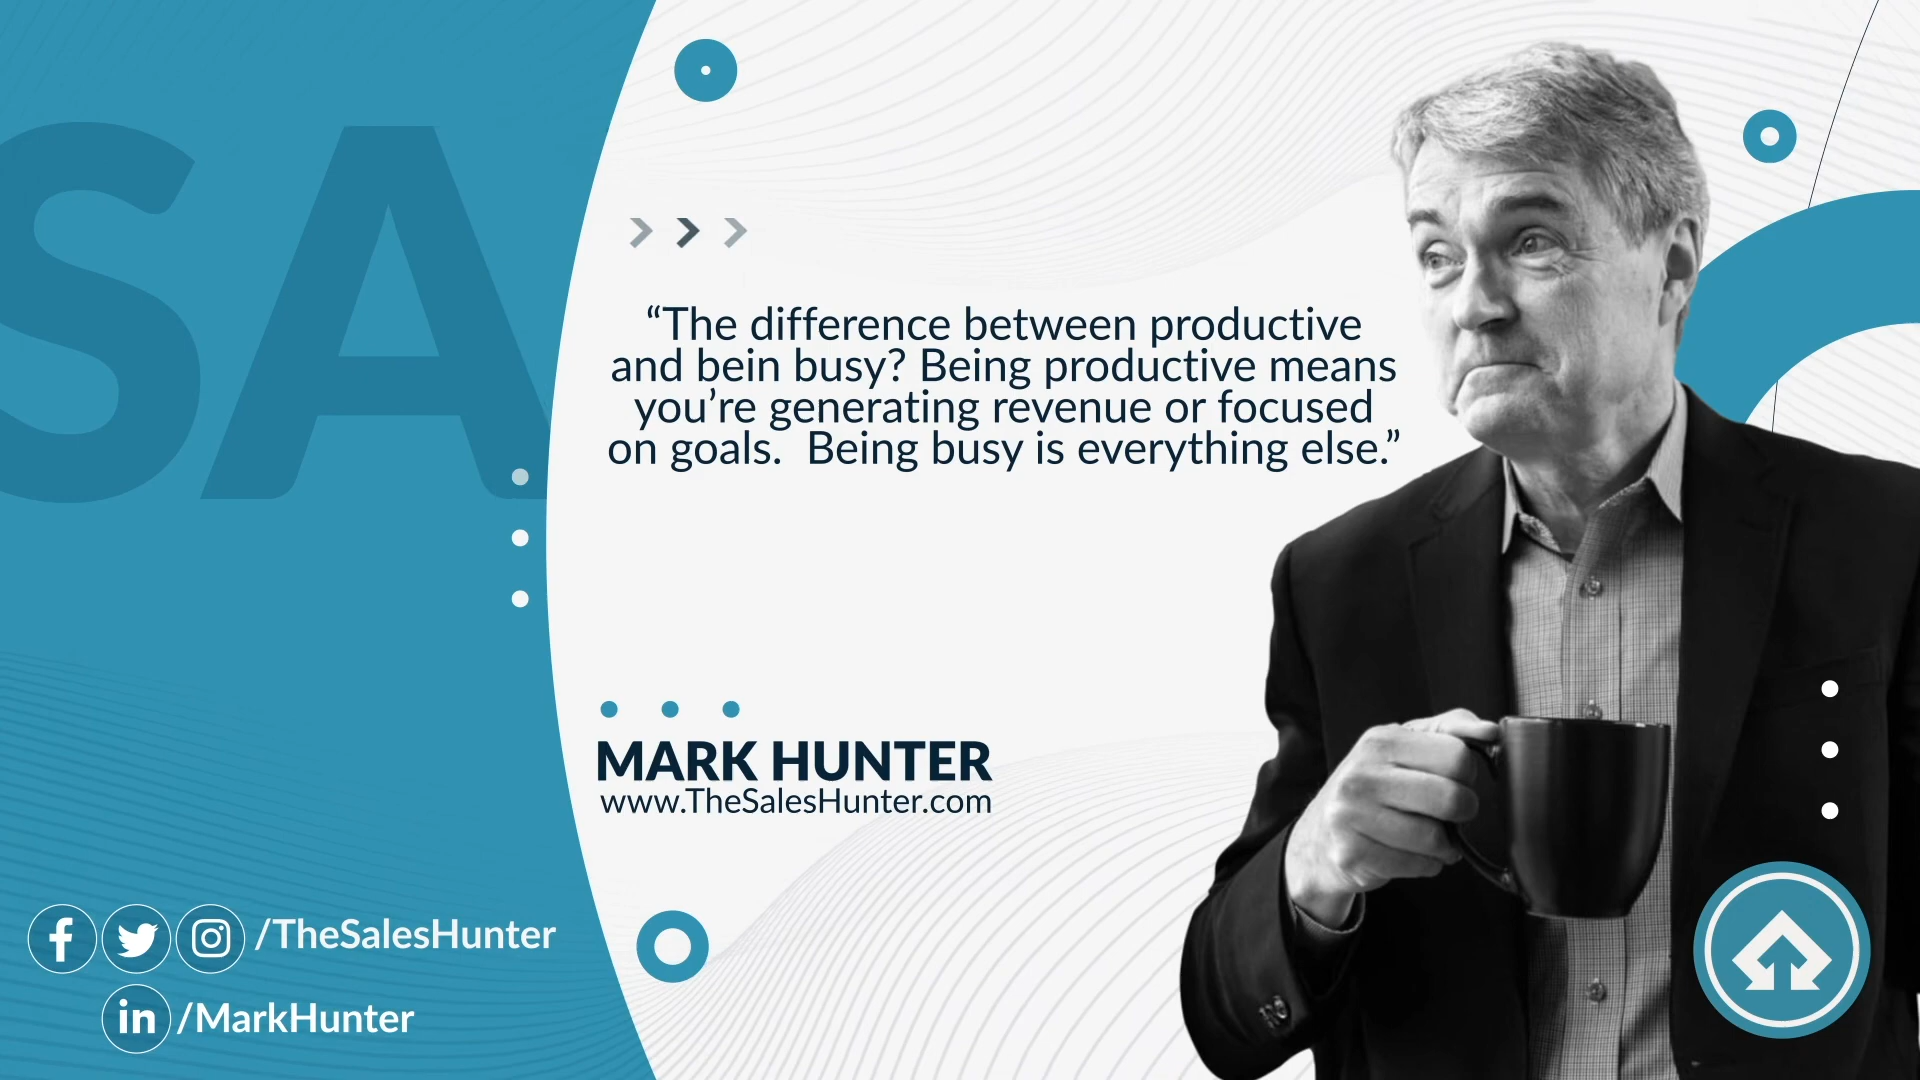 SA
“The difference between productive
and bein busy? Being productive means
you’re generating revenue or focused
on goals.  Being busy is everything else.”
MARK HUNTER
www.TheSalesHunter.com
/TheSalesHunter
in /MarkHunter